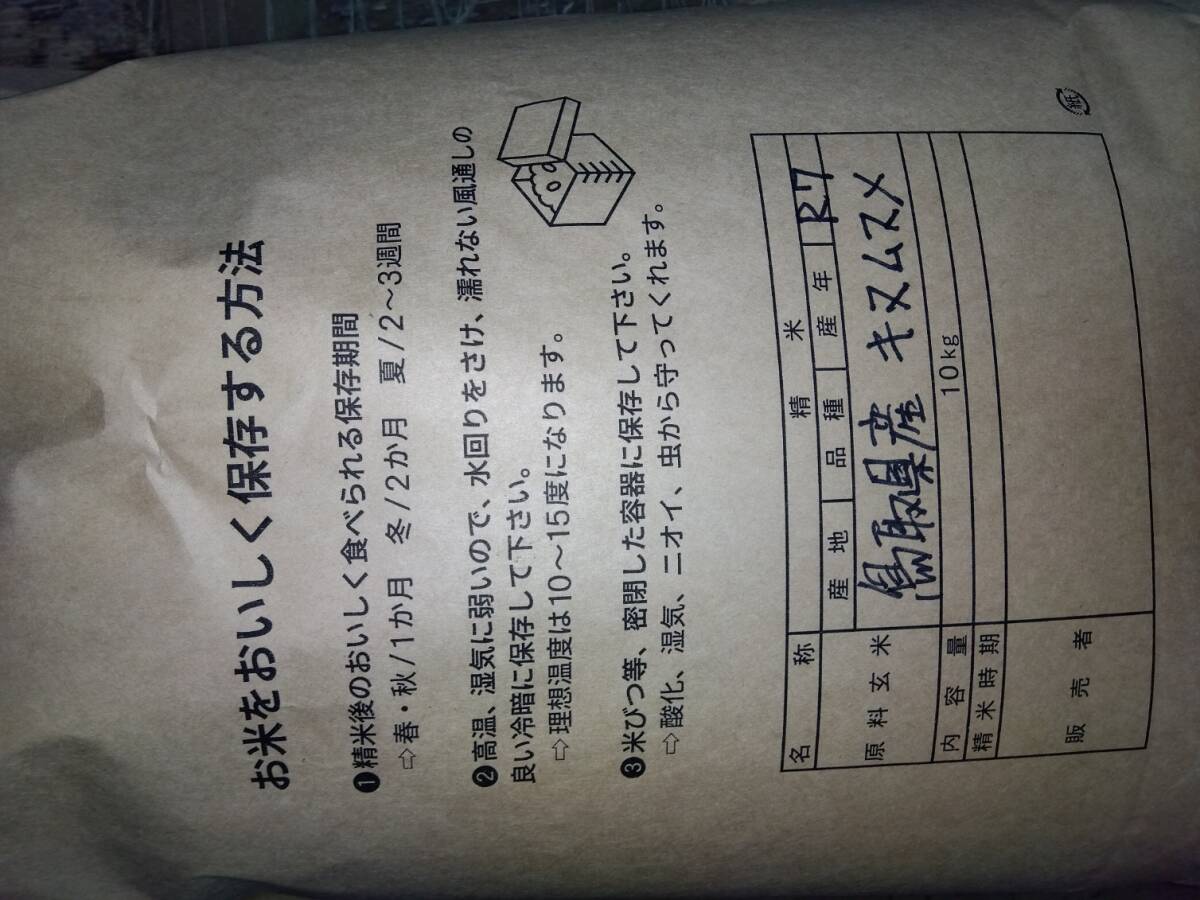 お米をおいしく保存する方法
❶精米後のおいしく食べられる保存期間
⇨春・秋/1か月 冬/2か月 夏/2～3週間
❷高温、湿気に弱いので、水回りをさけ、濡れない風通しの
良い冷暗に保存して下さい。
⇨理想温度は10～15度になります。
❸米びつ等、密閉した容器に保存して下さい。
⇨酸化、湿気、ニオイ、虫から守ってくれます。
名称 精米
原料玄米 産地 品種 産年 R7
鳥取県産 キヌムスメ
内容量 10kg
精米時期
販売者
紙